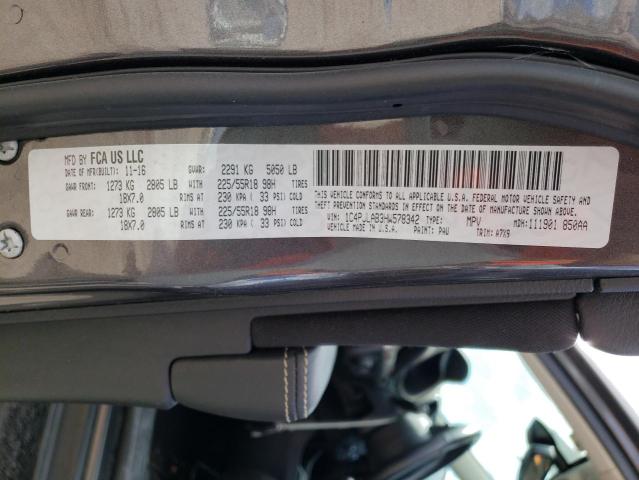 MFD BY FCA US LLC
DATE OF MFR(BUILT): 11-16 GVWR: 2291 KG 5050 LB
GAWR FRONT: 1273 KG 2805 LB WITH 225/55R18 98H TIRES
18X7.0 RIMS AT 230 KPA ( 33 PSI) COLD
GAWR REAR: 1273 KG 2805 LB WITH 225/55R18 98H TIRES
18X7.0 RIMS AT 230 KPA ( 33 PSI) COLD
THIS VEHICLE CONFORMS TO ALL APPLICABLE U.S.A. FEDERAL MOTOR VEHICLE SAFETY AND
THEFT PREVENTION STANDARDS IN EFFECT ON THE DATE OF MANUFACTURE SHOWN ABOVE.
VIN: 1C4PJLAB3HW578342 TYPE: MPV MDH: 111901 850AA
VEHICLE MADE IN U.S.A. PAINT: PAU TRIM: A7X9